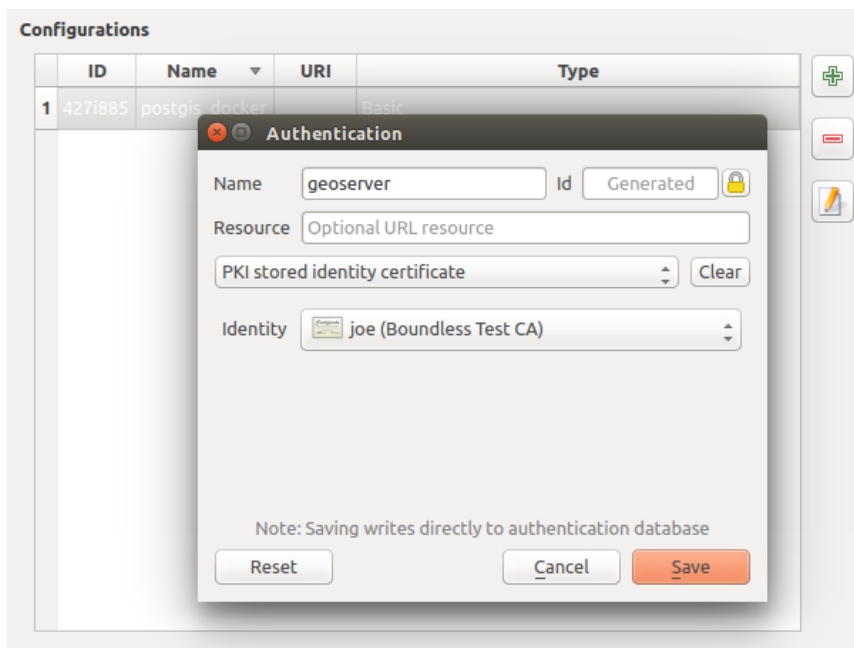 Configurations
ID Name URI Type
1 427i885 postgis_docker Basic
Authentication
Name geoserver Id Generated
Resource Optional URL resource
PKI stored identity certificate Clear
Identity joe (Boundless Test CA)
Note: Saving writes directly to authentication database
Reset Cancel Save